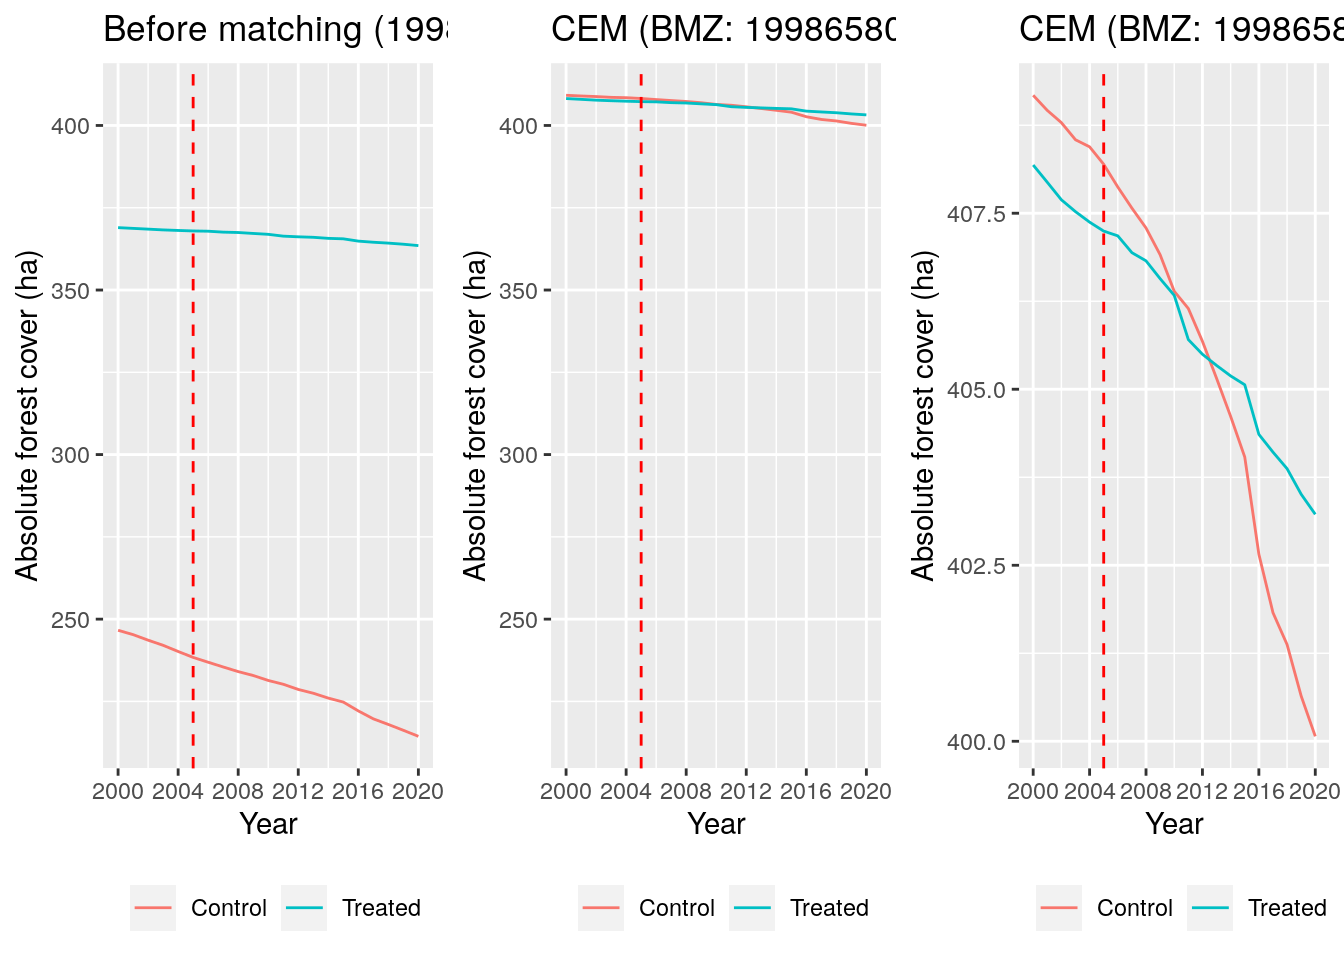 Before matching (1998
CEM (BMZ: 19986580
CEM (BMZ: 1998658
Absolute forest cover (ha)
400
350
300
250
2000 2004 2008 2012 2016 2020
Year
Control Treated
Absolute forest cover (ha)
400
350
300
250
2000 2004 2008 2012 2016 2020
Year
Control Treated
Absolute forest cover (ha)
407.5
405.0
402.5
400.0
2000 2004 2008 2012 2016 2020
Year
Control Treated